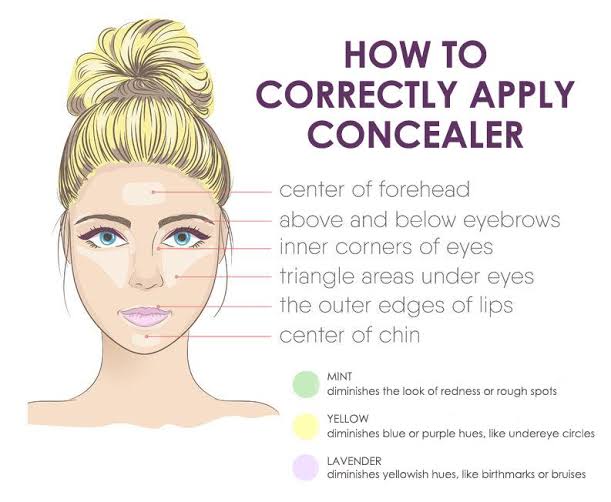 HOW TO
CORRECTLY APPLY
CONCEALER
center of forehead
above and below eyebrows
inner corners of eyes
triangle areas under eyes
the outer edges of lips
center of chin
MINT
diminishes the look of redness or rough spots
YELLOW
diminishes blue or purple hues, like undereye circles
LAVENDER
diminishes yellowish hues, like birthmarks or bruises